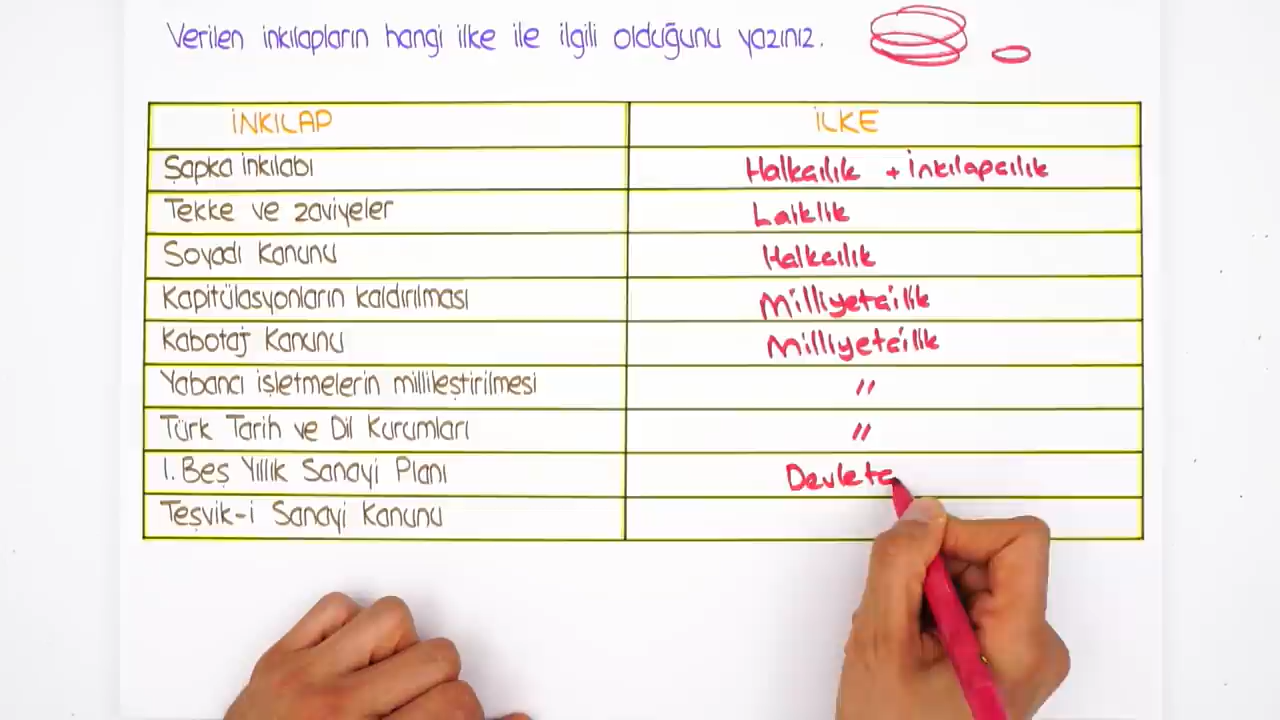 Verilen inkılapların hangi ilke ile ilgili olduğunu yazınız.
İNKILAP İLKE
Şapka inkılabı Halkçılık + İnkılapçılık
Tekke ve zaviyeler Laiklik
Soyadı Kanunu Halkçılık
Kapitülasyonların kaldırılması Milliyetçilik
Kabotaj Kanunu Milliyetçilik
Yabancı işletmelerin millileştirilmesi "
Türk Tarih ve Dil Kurumları "
1. Beş Yıllık Sanayi Planı Devletç
Teşvik-i Sanayi Kanunu